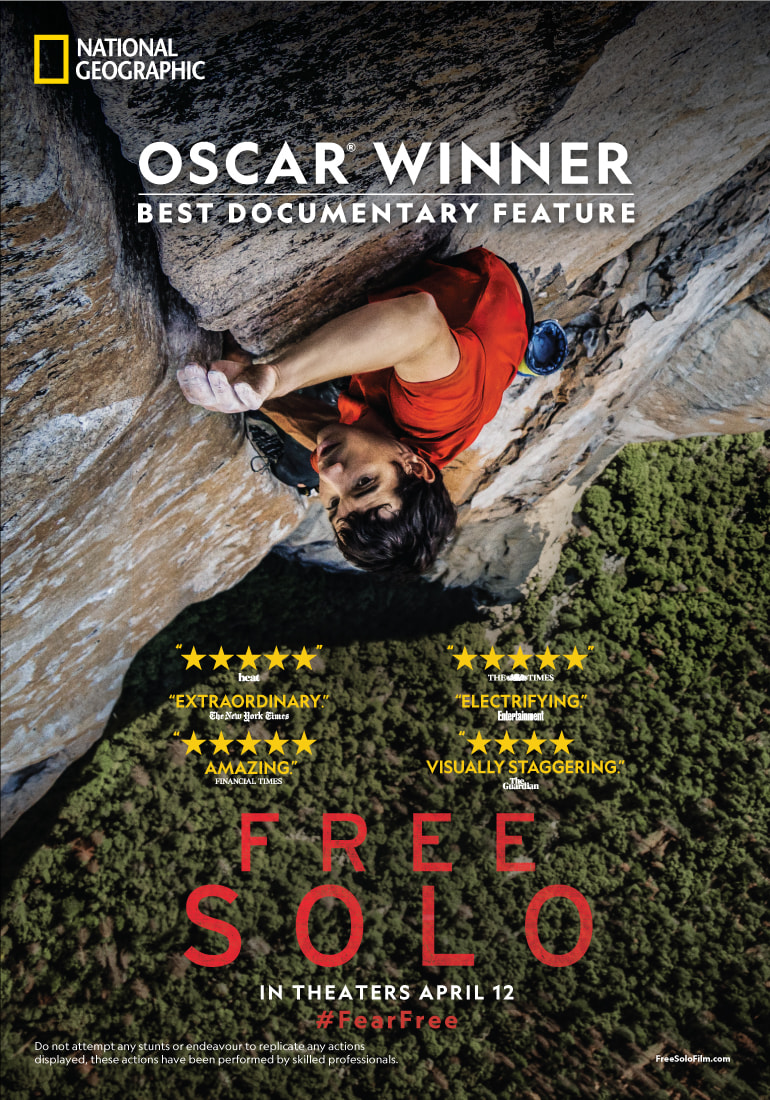 NATIONAL
GEOGRAPHIC
OSCAR® WINNER
BEST DOCUMENTARY FEATURE
“★★★★★”
heat
“★★★★★”
THE TIMES
“EXTRAORDINARY.”
The New York Times
“ELECTRIFYING.”
Entertainment
“★★★★★
AMAZING.”
FINANCIAL TIMES
“★★★★
VISUALLY STAGGERING.”
The
Guardian
FREE
SOLO
IN THEATERS APRIL 12
#FearFree
Do not attempt any stunts or endeavour to replicate any actions
displayed, these actions have been performed by skilled professionals.
FreeSoloFilm.com